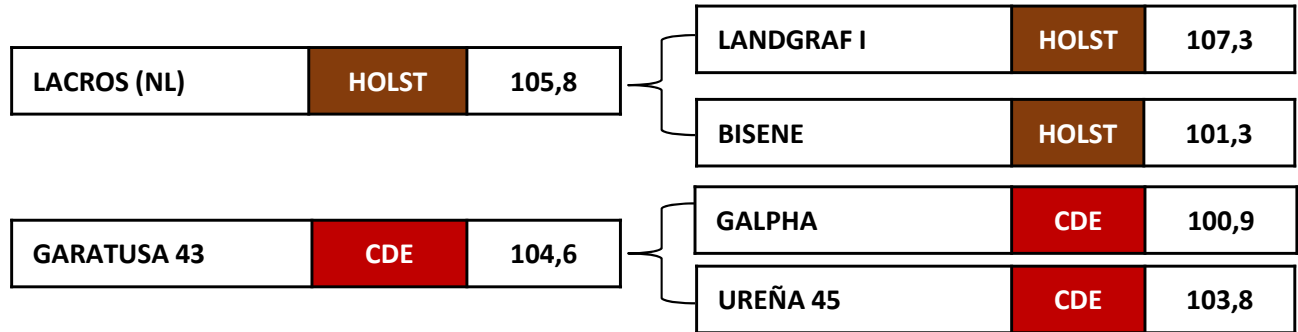 LANDGRAF I HOLST 107,3
LACROS (NL) HOLST 105,8
BISENE HOLST 101,3
GALPHA CDE 100,9
GARATUSA 43 CDE 104,6
UREÑA 45 CDE 103,8